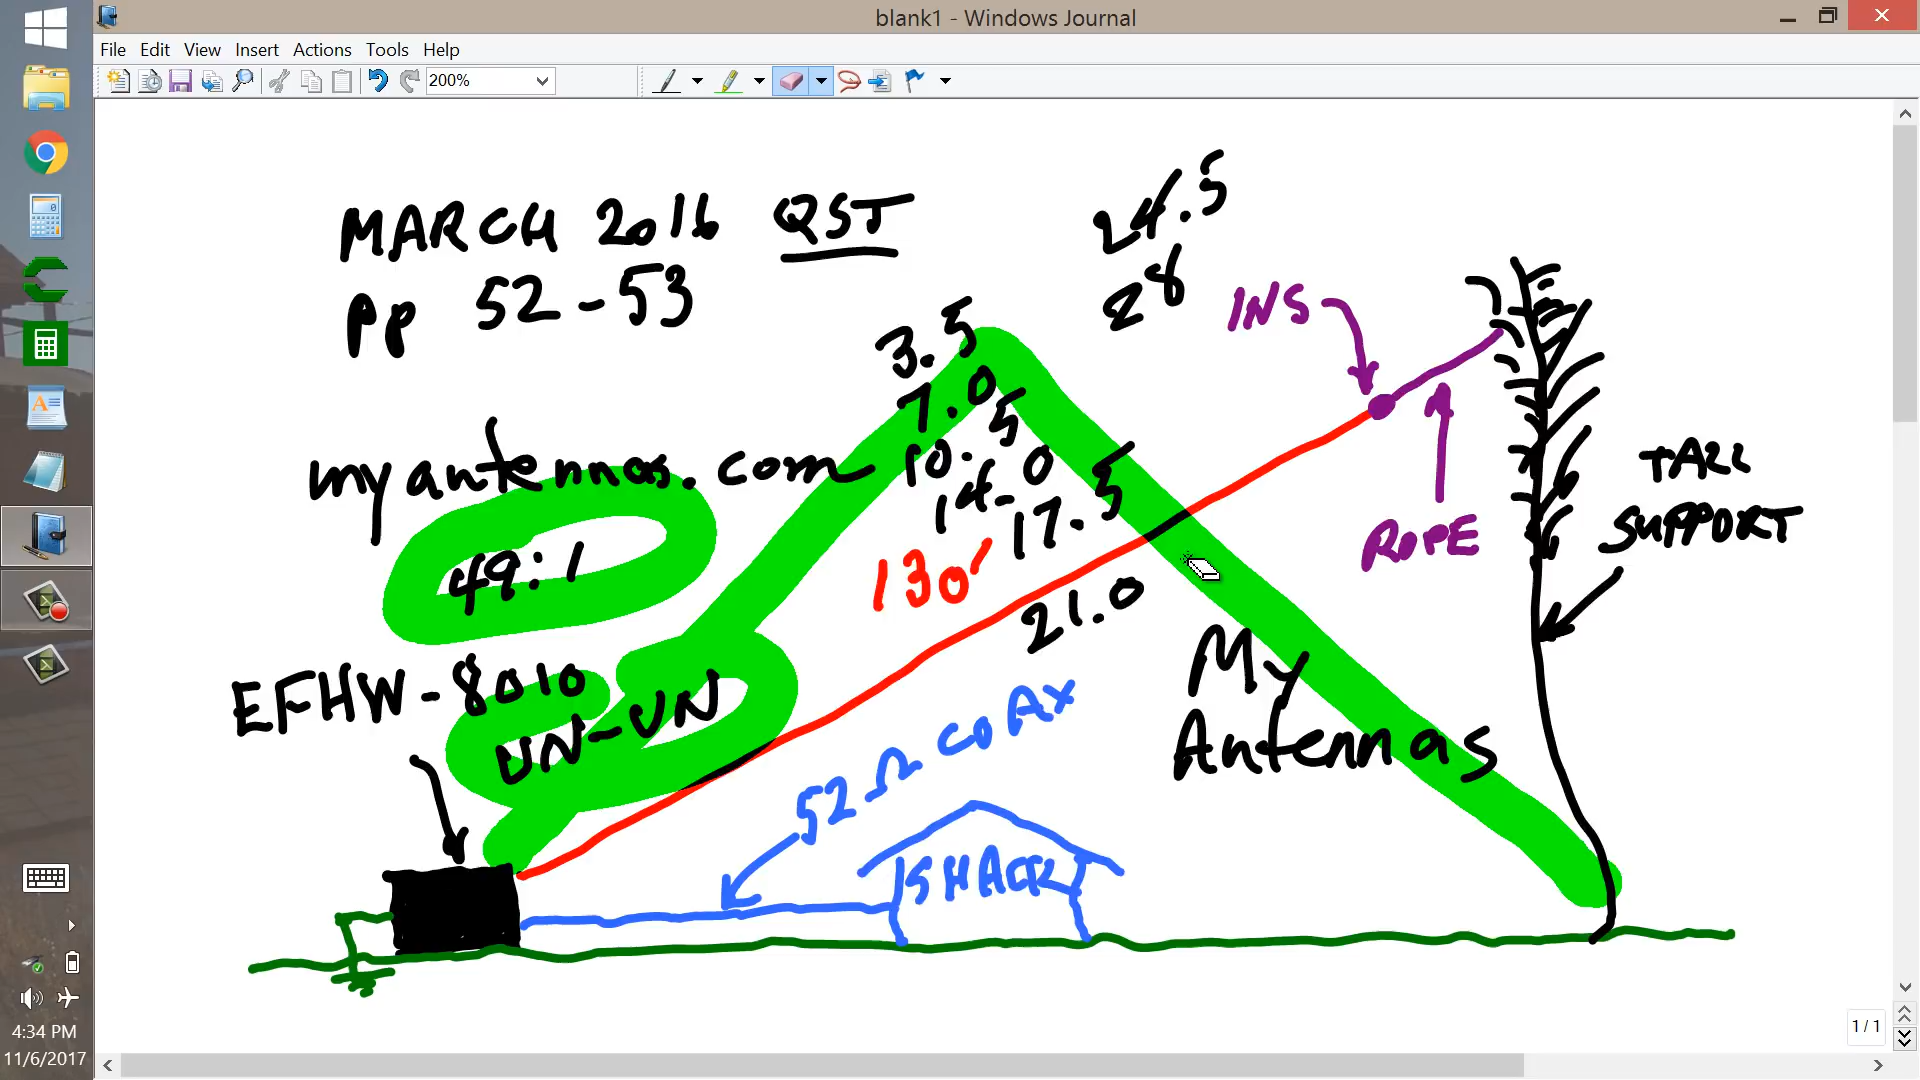 blank1 - Windows Journal
File Edit View Insert Actions Tools Help
200%
MARCH 2016 QST
pp 52-53
24.5
28
INS
3.5
7.0
10.5
14.0
17.5
21.0
myantennas.com
49:1
130'
ROPE
TALL
SUPPORT
EFHW-8010
UN-UN
52 Ω COAX
My
Antennas
SHACK
1 / 1
4:34 PM
11/6/2017